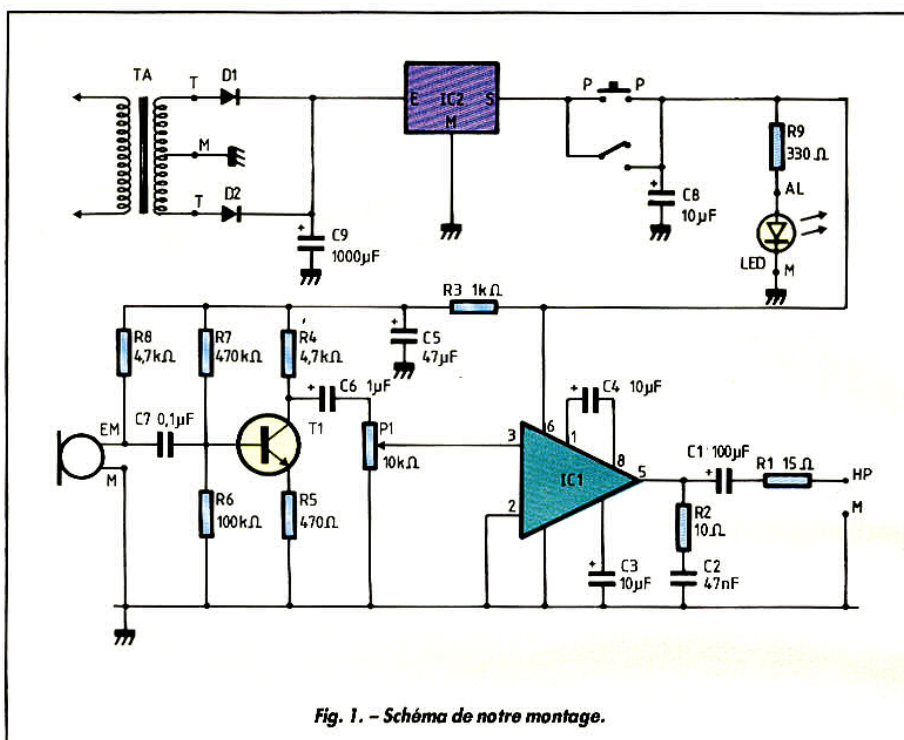 TA
T
D1
M
T
D2
+
C9
1000µF
E
IC2
S
M
P
P
+
C8
10µF
R9
330 Ω
AL
LED
M
R3 1kΩ
R8
4,7kΩ
R7
470kΩ
R4
4,7kΩ
+
C5
47µF
C7 0,1µF
EM
M
+
C6 1µF
T1
P1
10kΩ
R6
100kΩ
R5
470Ω
3
2
6
1
8
5
IC1
+
C4 10µF
+
C3
10µF
C1 100µF
+
R1 15Ω
HP
M
R2
10Ω
C2
47nF
Fig. 1. – Schéma de notre montage.